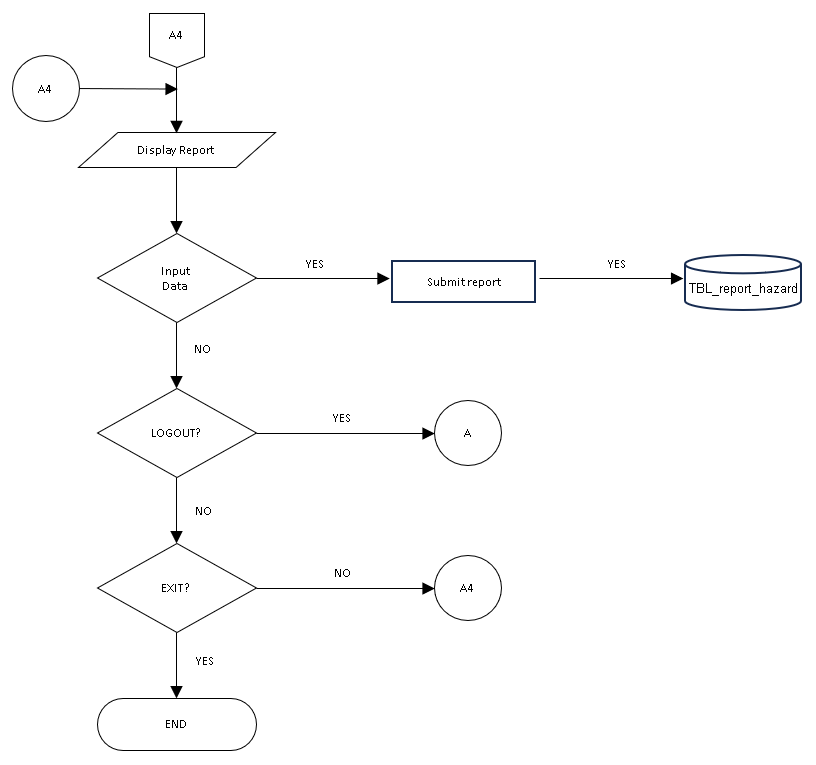 A4
A4
Display Report
Input
Data
YES
Submit report
YES
TBL_report_hazard
NO
LOGOUT?
YES
A
NO
EXIT?
NO
A4
YES
END